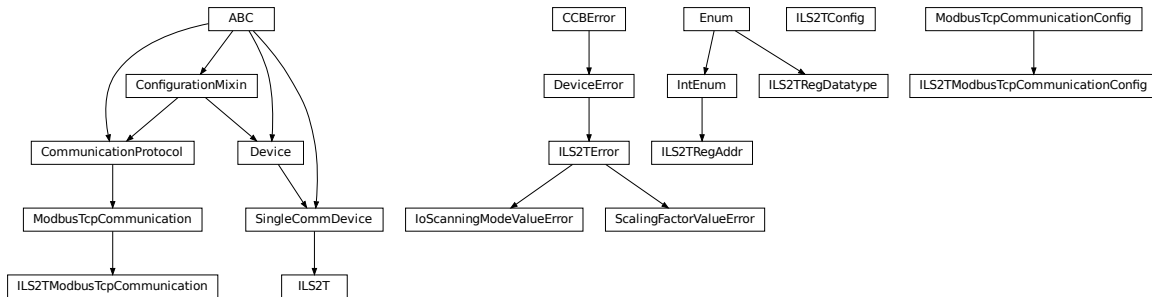 ABC
CCBError
Enum
ILS2TConfig
ModbusTcpCommunicationConfig
ConfigurationMixin
DeviceError
IntEnum
ILS2TRegDatatype
ILS2TModbusTcpCommunicationConfig
CommunicationProtocol
Device
ILS2TError
ILS2TRegAddr
ModbusTcpCommunication
SingleCommDevice
IoScanningModeValueError
ScalingFactorValueError
ILS2TModbusTcpCommunication
ILS2T